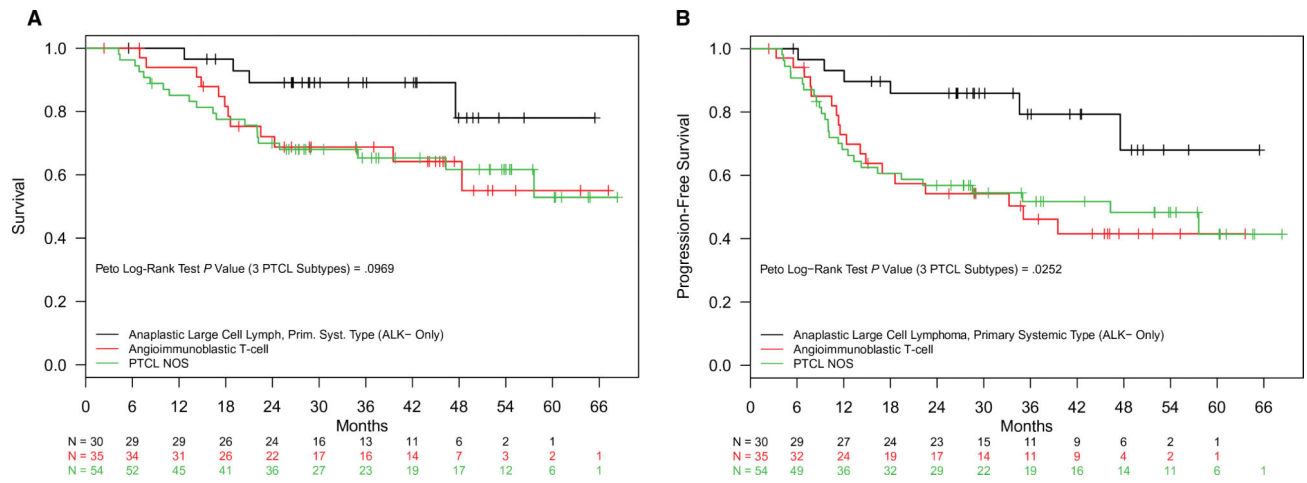 A
Survival
1.0
0.8
0.6
0.4
0.2
0.0
Peto Log-Rank Test P Value (3 PTCL Subtypes) = .0969
Anaplastic Large Cell Lymph, Prim. Syst. Type (ALK− Only)
Angioimmunoblastic T-cell
PTCL NOS
0 6 12 18 24 30 36 42 48 54 60 66
Months
N = 30 29 29 26 24 16 13 11 6 2 1
N = 35 34 31 26 22 17 16 14 7 3 2 1
N = 54 52 45 41 36 27 23 19 17 12 6 1
B
Progression-Free Survival
1.0
0.8
0.6
0.4
0.2
0.0
Peto Log−Rank Test P Value (3 PTCL Subtypes) = .0252
Anaplastic Large Cell Lymphoma, Primary Systemic Type (ALK− Only)
Angioimmunoblastic T-cell
PTCL NOS
0 6 12 18 24 30 36 42 48 54 60 66
Months
N = 30 29 27 24 23 15 11 9 6 2 1
N = 35 32 24 19 17 14 11 9 4 2 1
N = 54 49 36 32 29 22 19 16 14 11 6 1